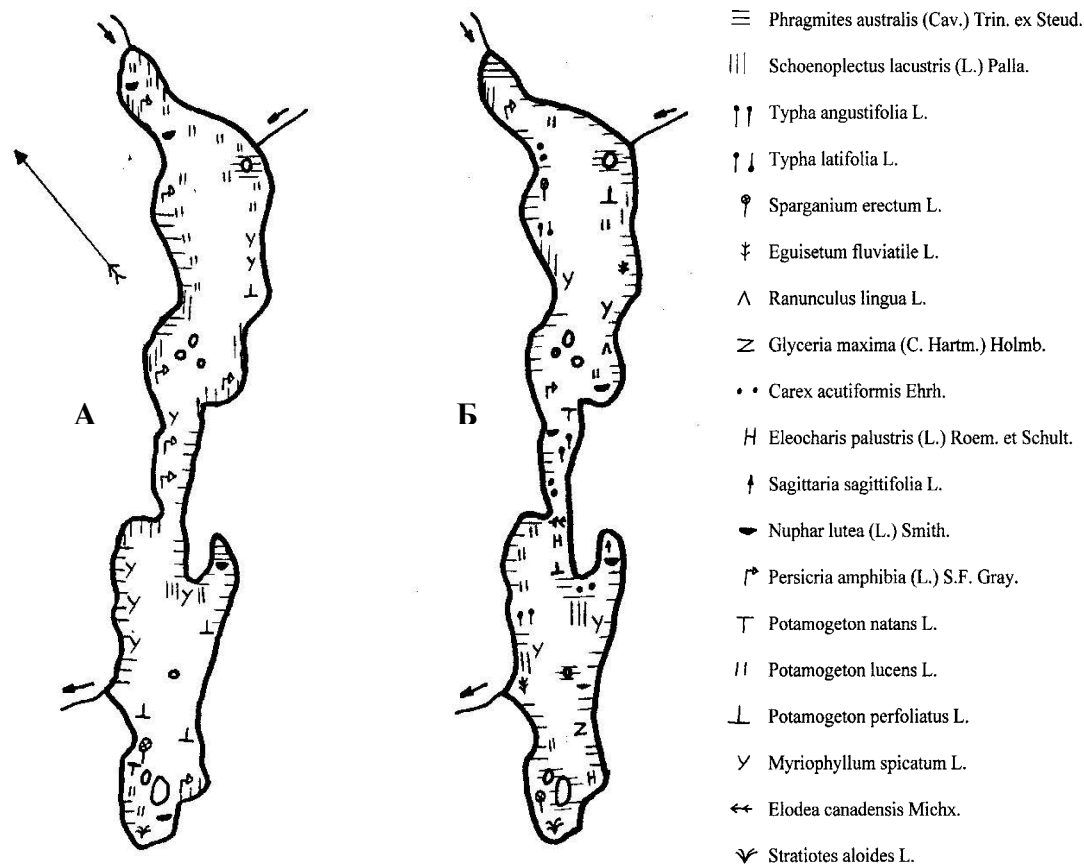 Phragmites australis (Cav.) Trin. ex Steud.
Schoenoplectus lacustris (L.) Palla.
Typha angustifolia L.
Typha latifolia L.
Sparganium erectum L.
Eguisetum fluviatile L.
Ranunculus lingua L.
Glyceria maxima (C. Hartm.) Holmb.
Carex acutiformis Ehrh.
Eleocharis palustris (L.) Roem. et Schult.
Sagittaria sagittifolia L.
Nuphar lutea (L.) Smith.
Persicria amphibia (L.) S.F. Gray.
Potamogeton natans L.
Potamogeton lucens L.
Potamogeton perfoliatus L.
Myriophyllum spicatum L.
Elodea canadensis Michx.
Stratiotes aloides L.
А
Б